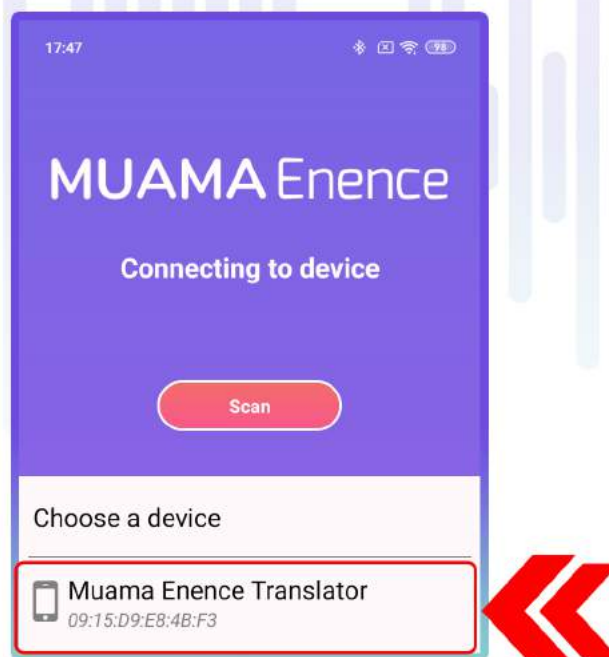 17:47
98
MUAMA Enence
Connecting to device
Scan
Choose a device
Muama Enence Translator
09:15:D9:E8:4B:F3